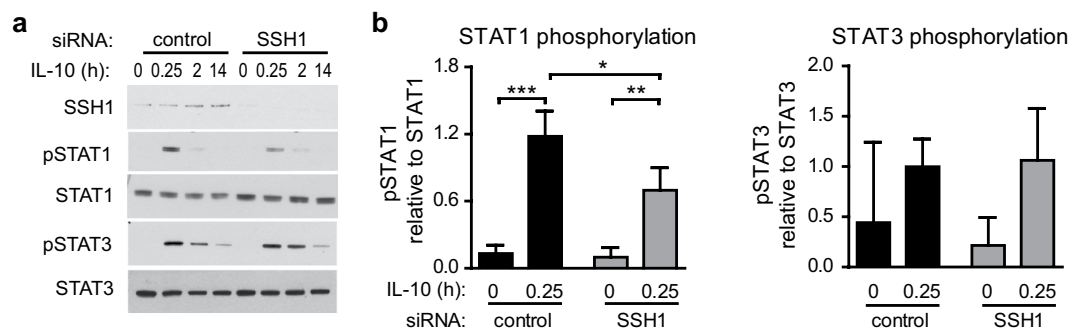 a
siRNA: control SSH1
IL-10 (h): 0 0.25 2 14 0 0.25 2 14
SSH1
pSTAT1
STAT1
pSTAT3
STAT3
b
STAT1 phosphorylation
pSTAT1
relative to STAT1
1.8
1.2
0.6
0.0
*** ** *
IL-10 (h): 0 0.25 0 0.25
siRNA: control SSH1
STAT3 phosphorylation
pSTAT3
relative to STAT3
2.0
1.5
1.0
0.5
0.0
0 0.25 0 0.25
control SSH1